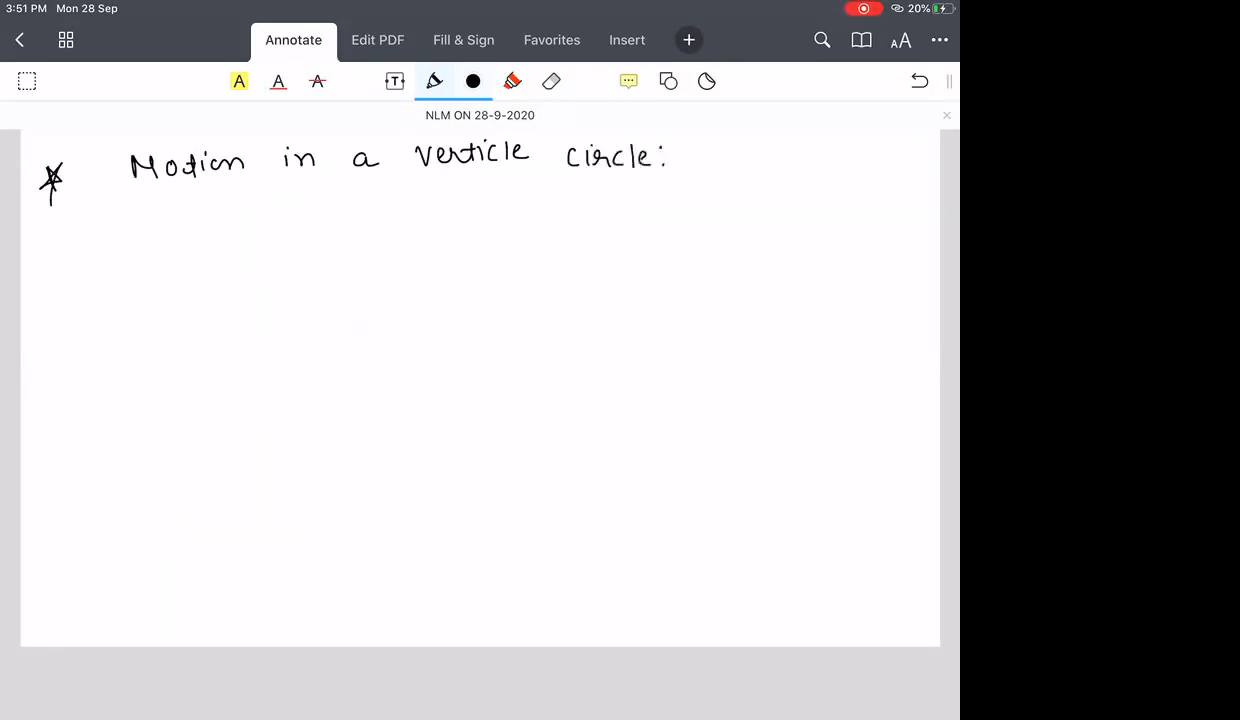 3:51 PM Mon 28 Sep 20%
Annotate Edit PDF Fill & Sign Favorites Insert
AA
A A A T
NLM ON 28-9-2020
Motion in a verticle circle: